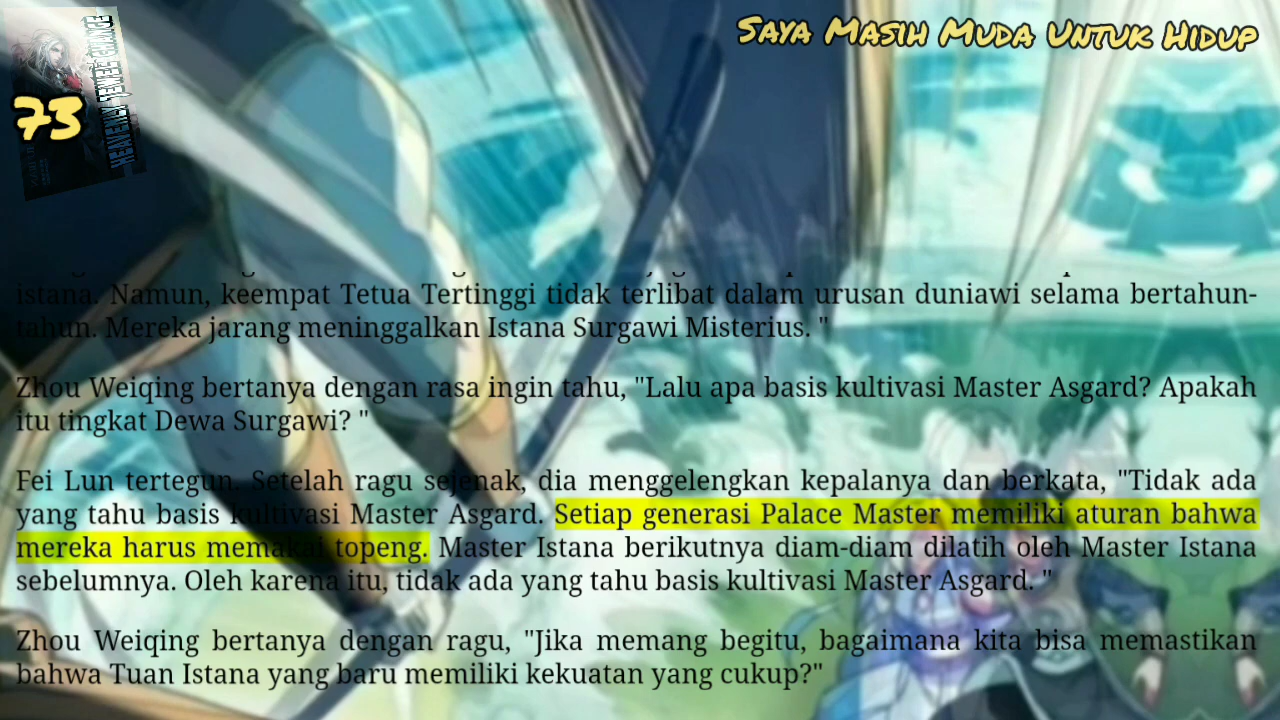 Saya Masih Muda Untuk Hidup
HEAVENLY JEWEL CHANGE
73
istana. Namun, keempat Tetua Tertinggi tidak terlibat dalam urusan duniawi selama bertahun-
tahun. Mereka jarang meninggalkan Istana Surgawi Misterius. "
Zhou Weiqing bertanya dengan rasa ingin tahu, "Lalu apa basis kultivasi Master Asgard? Apakah
itu tingkat Dewa Surgawi? "
Fei Lun tertegun. Setelah ragu sejenak, dia menggelengkan kepalanya dan berkata, "Tidak ada
yang tahu basis kultivasi Master Asgard. Setiap generasi Palace Master memiliki aturan bahwa
mereka harus memakai topeng. Master Istana berikutnya diam-diam dilatih oleh Master Istana
sebelumnya. Oleh karena itu, tidak ada yang tahu basis kultivasi Master Asgard. "
Zhou Weiqing bertanya dengan ragu, "Jika memang begitu, bagaimana kita bisa memastikan
bahwa Tuan Istana yang baru memiliki kekuatan yang cukup?"